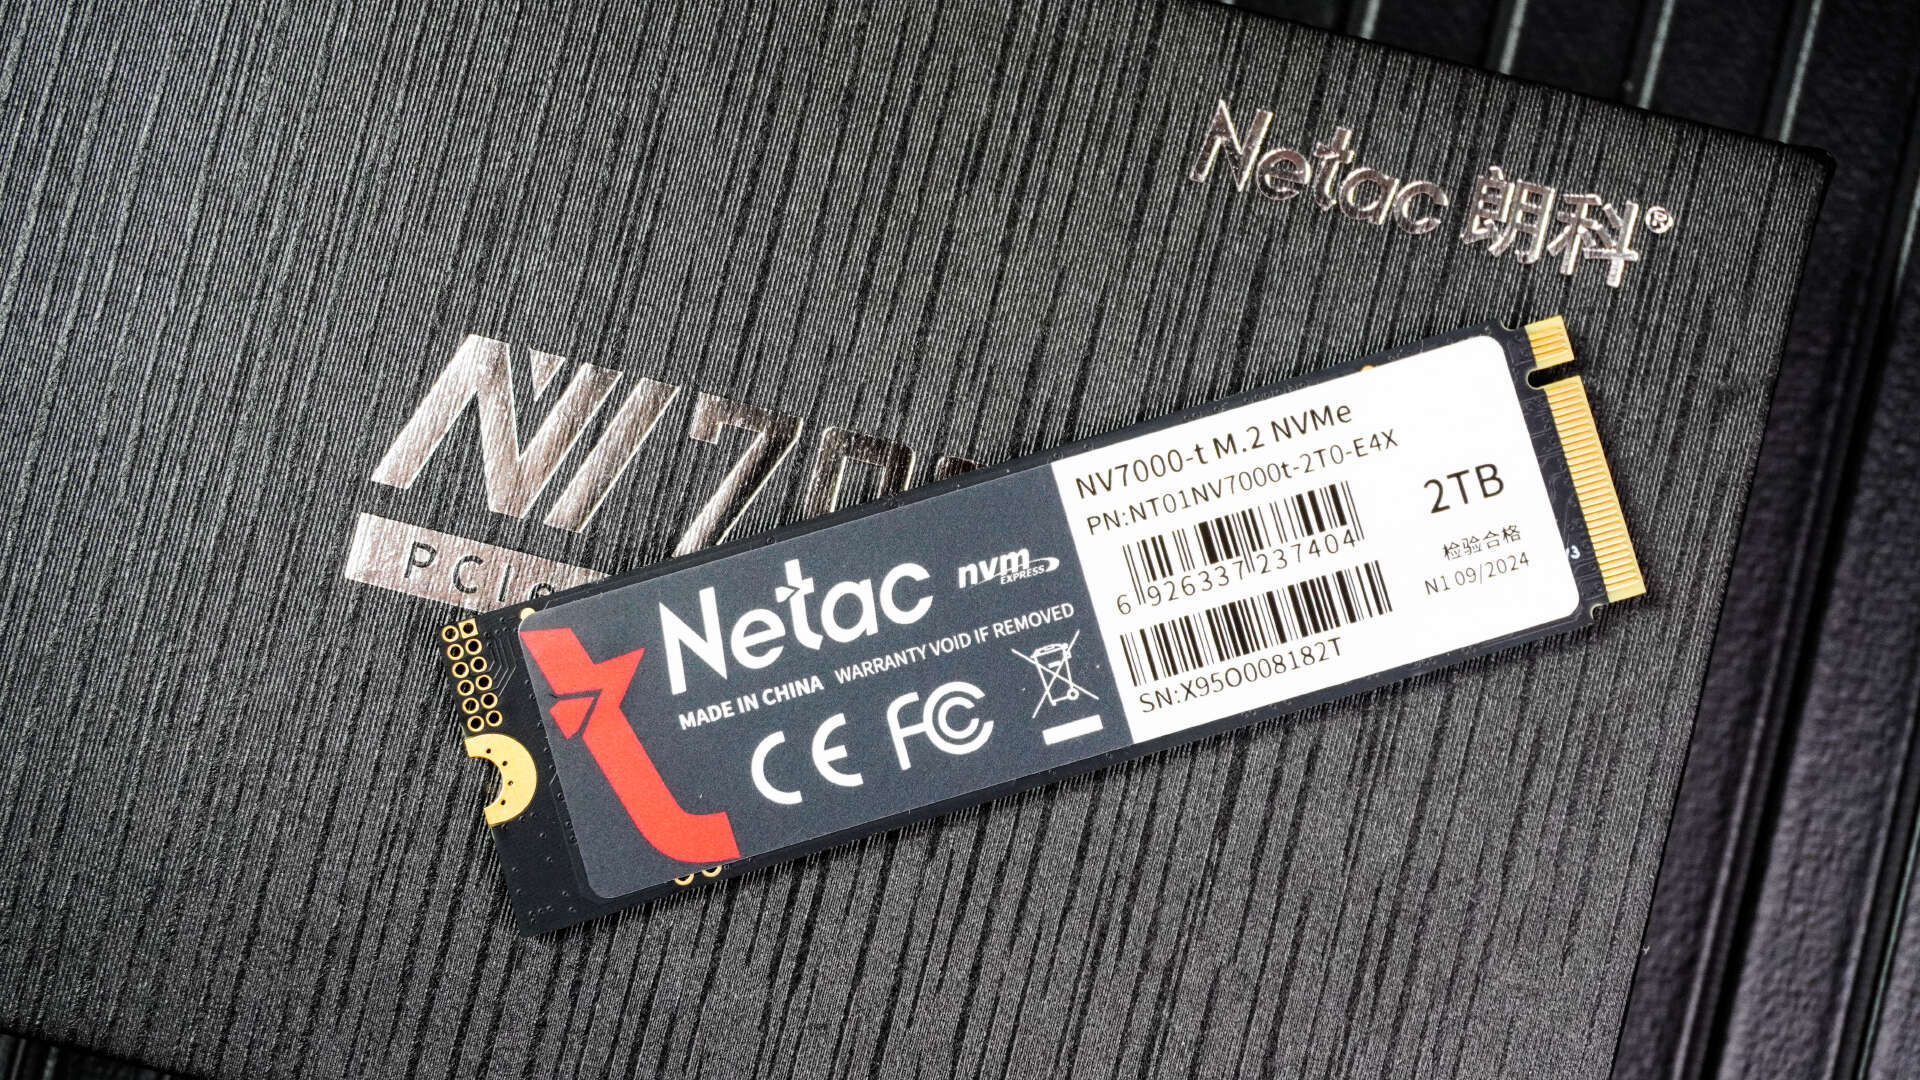 Netac 朗科®
PCIe
Netac
nvm
EXPRESS
MADE IN CHINA WARRANTY VOID IF REMOVED
CE FC
NV7000-t M.2 NVMe
PN:NT01NV7000t-2T0-E4X
6 926337 237404
SN:X95O008182T
2TB
检验合格
N1 09/2024